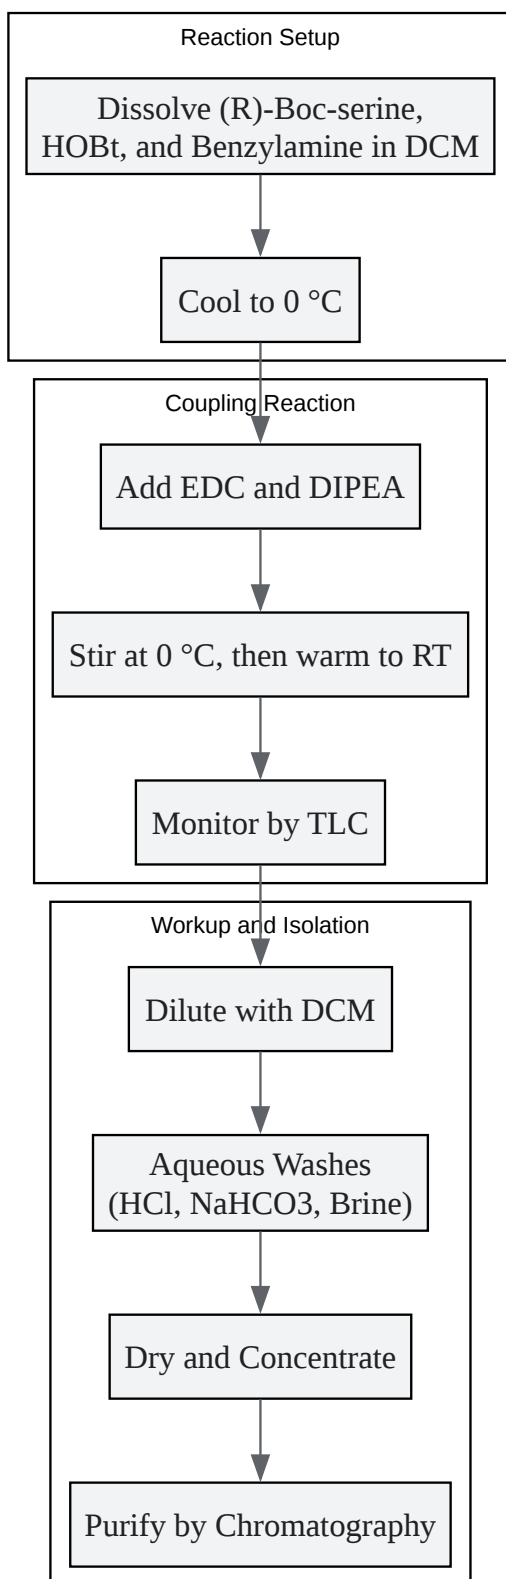 Reaction Setup
Dissolve (R)-Boc-serine,
HOBt, and Benzylamine in DCM
Cool to 0 °C
Coupling Reaction
Add EDC and DIPEA
Stir at 0 °C, then warm to RT
Monitor by TLC
Workup and Isolation
Dilute with DCM
Aqueous Washes
(HCl, NaHCO3, Brine)
Dry and Concentrate
Purify by Chromatography